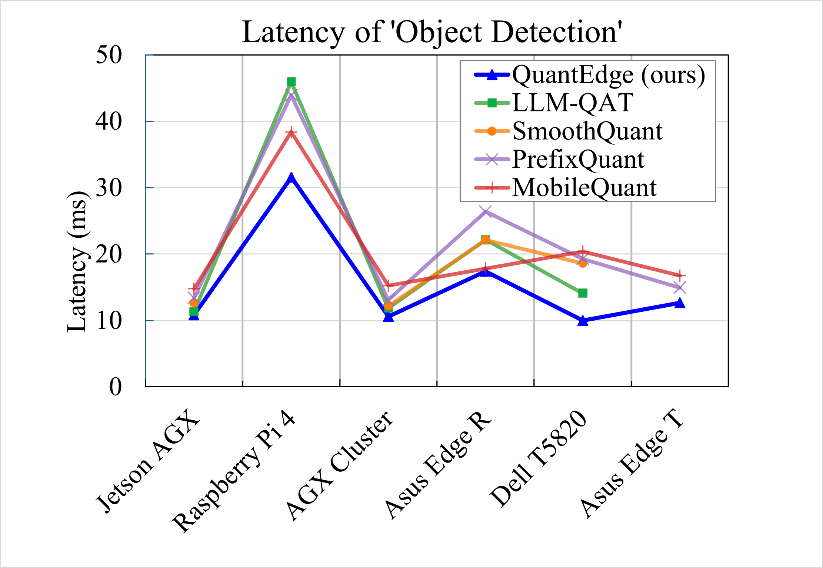 Latency of 'Object Detection'
50
40
30
20
10
0
Latency (ms)
QuantEdge (ours)
LLM-QAT
SmoothQuant
PrefixQuant
MobileQuant
Jetson AGX
Raspberry Pi 4
AGX Cluster
Asus Edge R
Dell T5820
Asus Edge T